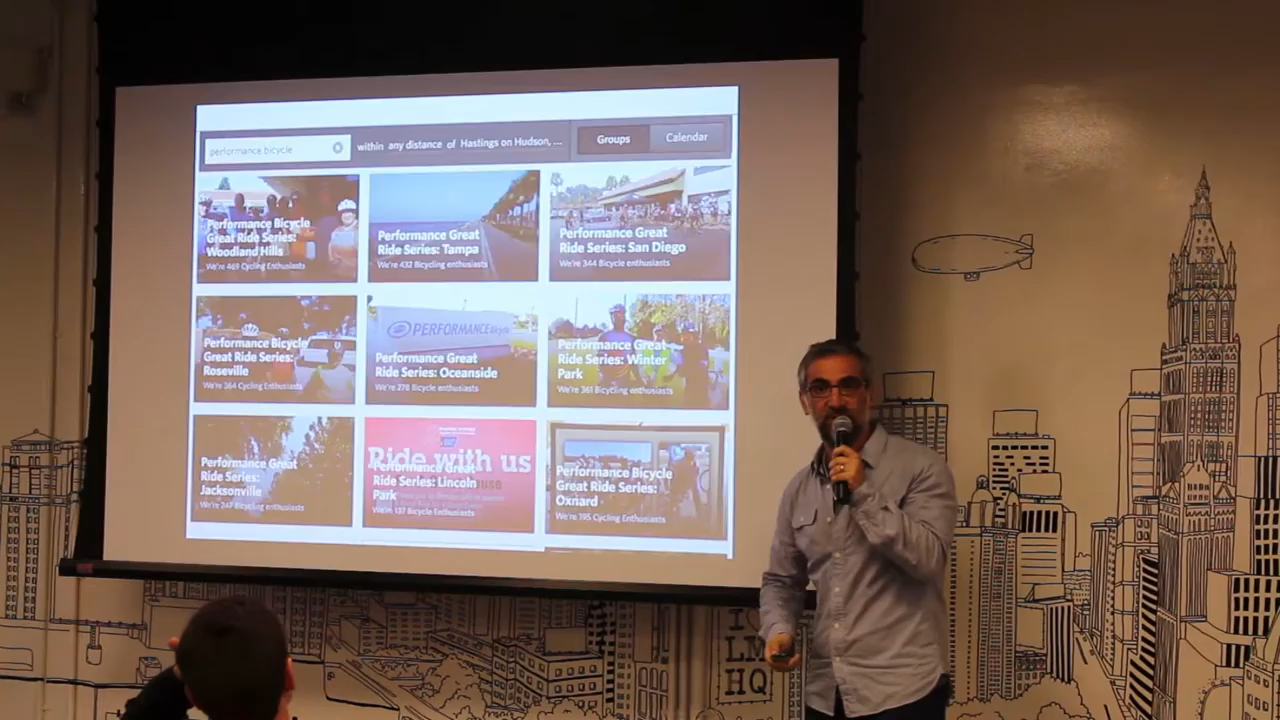 performance bicycle
within any distance of Hastings on Hudson, ...
Groups
Calendar
Performance Bicycle
Great Ride Series:
Woodland Hills
We're 469 Cycling Enthusiasts
Performance Great
Ride Series: Tampa
We're 432 Bicycling enthusiasts
Performance Great
Ride Series: San Diego
We're 344 Bicycling enthusiasts
Performance Bicycle
Great Ride Series:
Roseville
We're 364 Cycling Enthusiasts
PERFORMANCE Bicycle
Performance Great
Ride Series: Oceanside
We're 278 Bicycle enthusiasts
Performance Great
Ride Series: Winter
Park
We're 361 Bicycling enthusiasts
Performance Great
Ride Series:
Jacksonville
We're 247 Bicycling enthusiasts
Ride with us
Performance Great
Ride Series: Lincoln
Park
We're 137 Bicycle Enthusiasts
Performance Bicycle
Great Ride Series:
Oxnard
We're 195 Cycling Enthusiasts
LM
HQ